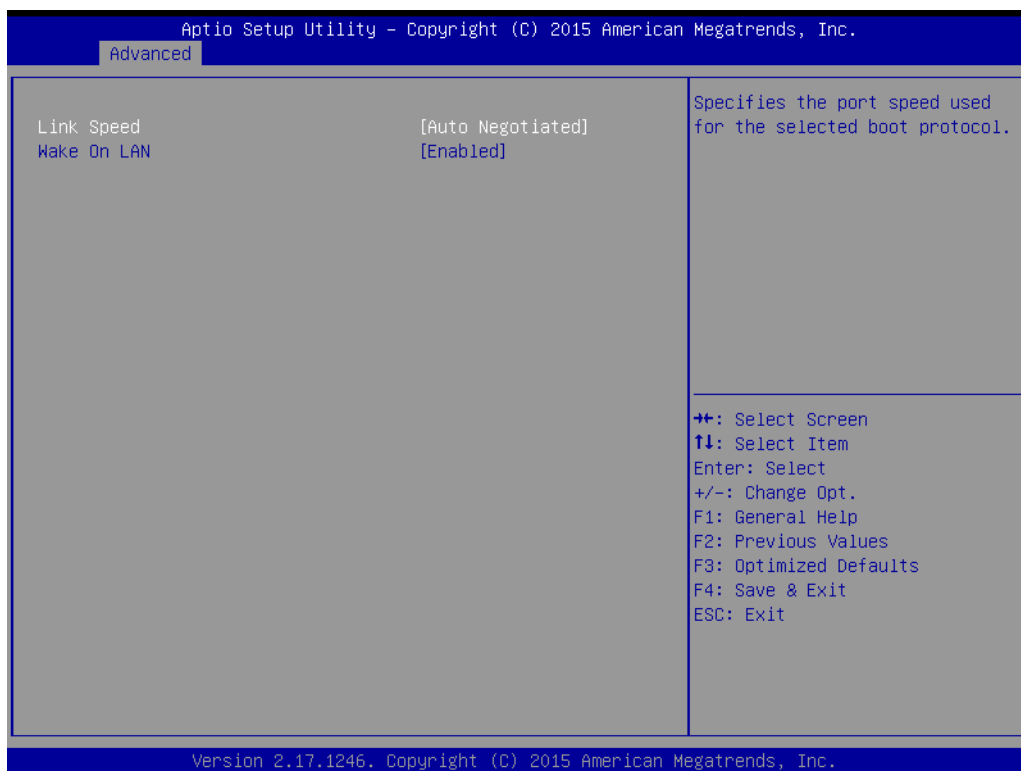 Aptio Setup Utility – Copyright (C) 2015 American Megatrends, Inc.
Advanced
Link Speed [Auto Negotiated]
Wake On LAN [Enabled]
Specifies the port speed used
for the selected boot protocol.
→←: Select Screen
↑↓: Select Item
Enter: Select
+/-: Change Opt.
F1: General Help
F2: Previous Values
F3: Optimized Defaults
F4: Save & Exit
ESC: Exit
Version 2.17.1246. Copyright (C) 2015 American Megatrends, Inc.